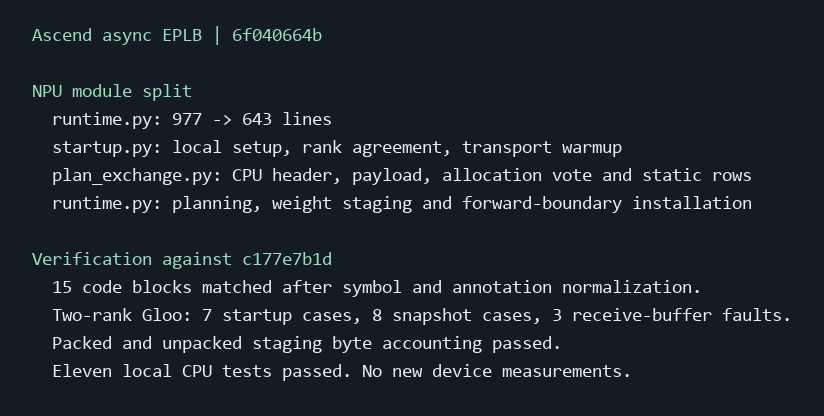 Ascend async EPLB | 6f040664b
NPU module split
runtime.py: 977 -> 643 lines
startup.py: local setup, rank agreement, transport warmup
plan_exchange.py: CPU header, payload, allocation vote and static rows
runtime.py: planning, weight staging and forward-boundary installation
Verification against c177e7b1d
15 code blocks matched after symbol and annotation normalization.
Two-rank Gloo: 7 startup cases, 8 snapshot cases, 3 receive-buffer faults.
Packed and unpacked staging byte accounting passed.
Eleven local CPU tests passed. No new device measurements.